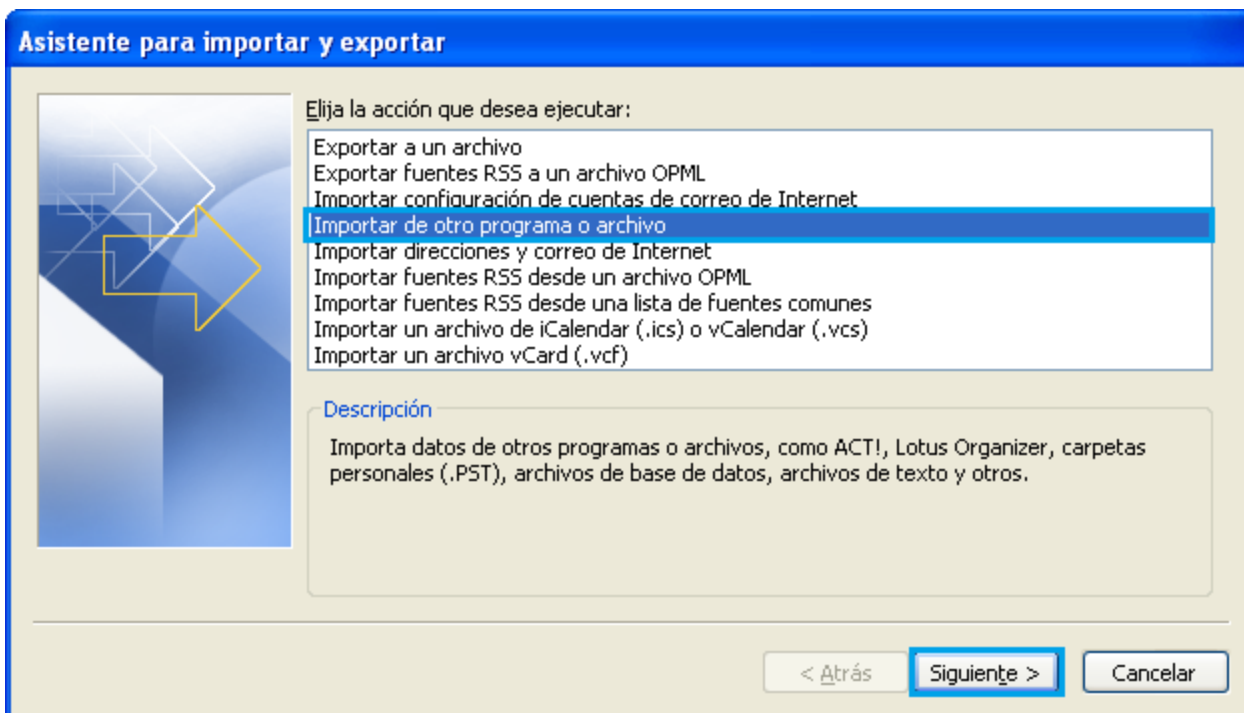 Asistente para importar y exportar
Elija la acción que desea ejecutar:
Exportar a un archivo
Exportar fuentes RSS a un archivo OPML
Importar configuración de cuentas de correo de Internet
Importar de otro programa o archivo
Importar direcciones y correo de Internet
Importar fuentes RSS desde un archivo OPML
Importar fuentes RSS desde una lista de fuentes comunes
Importar un archivo de iCalendar (.ics) o vCalendar (.vcs)
Importar un archivo vCard (.vcf)
Descripción
Importa datos de otros programas o archivos, como ACT!, Lotus Organizer, carpetas
personales (.PST), archivos de base de datos, archivos de texto y otros.
< Atrás Siguiente > Cancelar